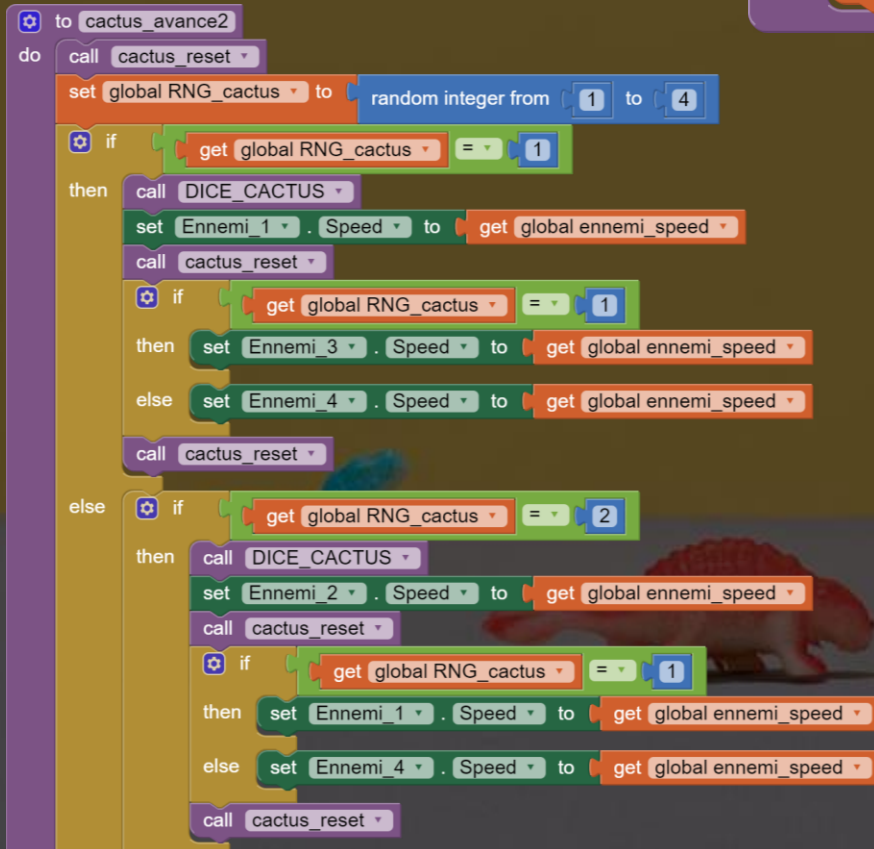 to cactus_avance2
do call cactus_reset
set global RNG_cactus to random integer from 1 to 4
if get global RNG_cactus = 1
then call DICE_CACTUS
set Ennemi_1 . Speed to get global ennemi_speed
call cactus_reset
if get global RNG_cactus = 1
then set Ennemi_3 . Speed to get global ennemi_speed
else set Ennemi_4 . Speed to get global ennemi_speed
call cactus_reset
else if get global RNG_cactus = 2
then call DICE_CACTUS
set Ennemi_2 . Speed to get global ennemi_speed
call cactus_reset
if get global RNG_cactus = 1
then set Ennemi_1 . Speed to get global ennemi_speed
else set Ennemi_4 . Speed to get global ennemi_speed
call cactus_reset